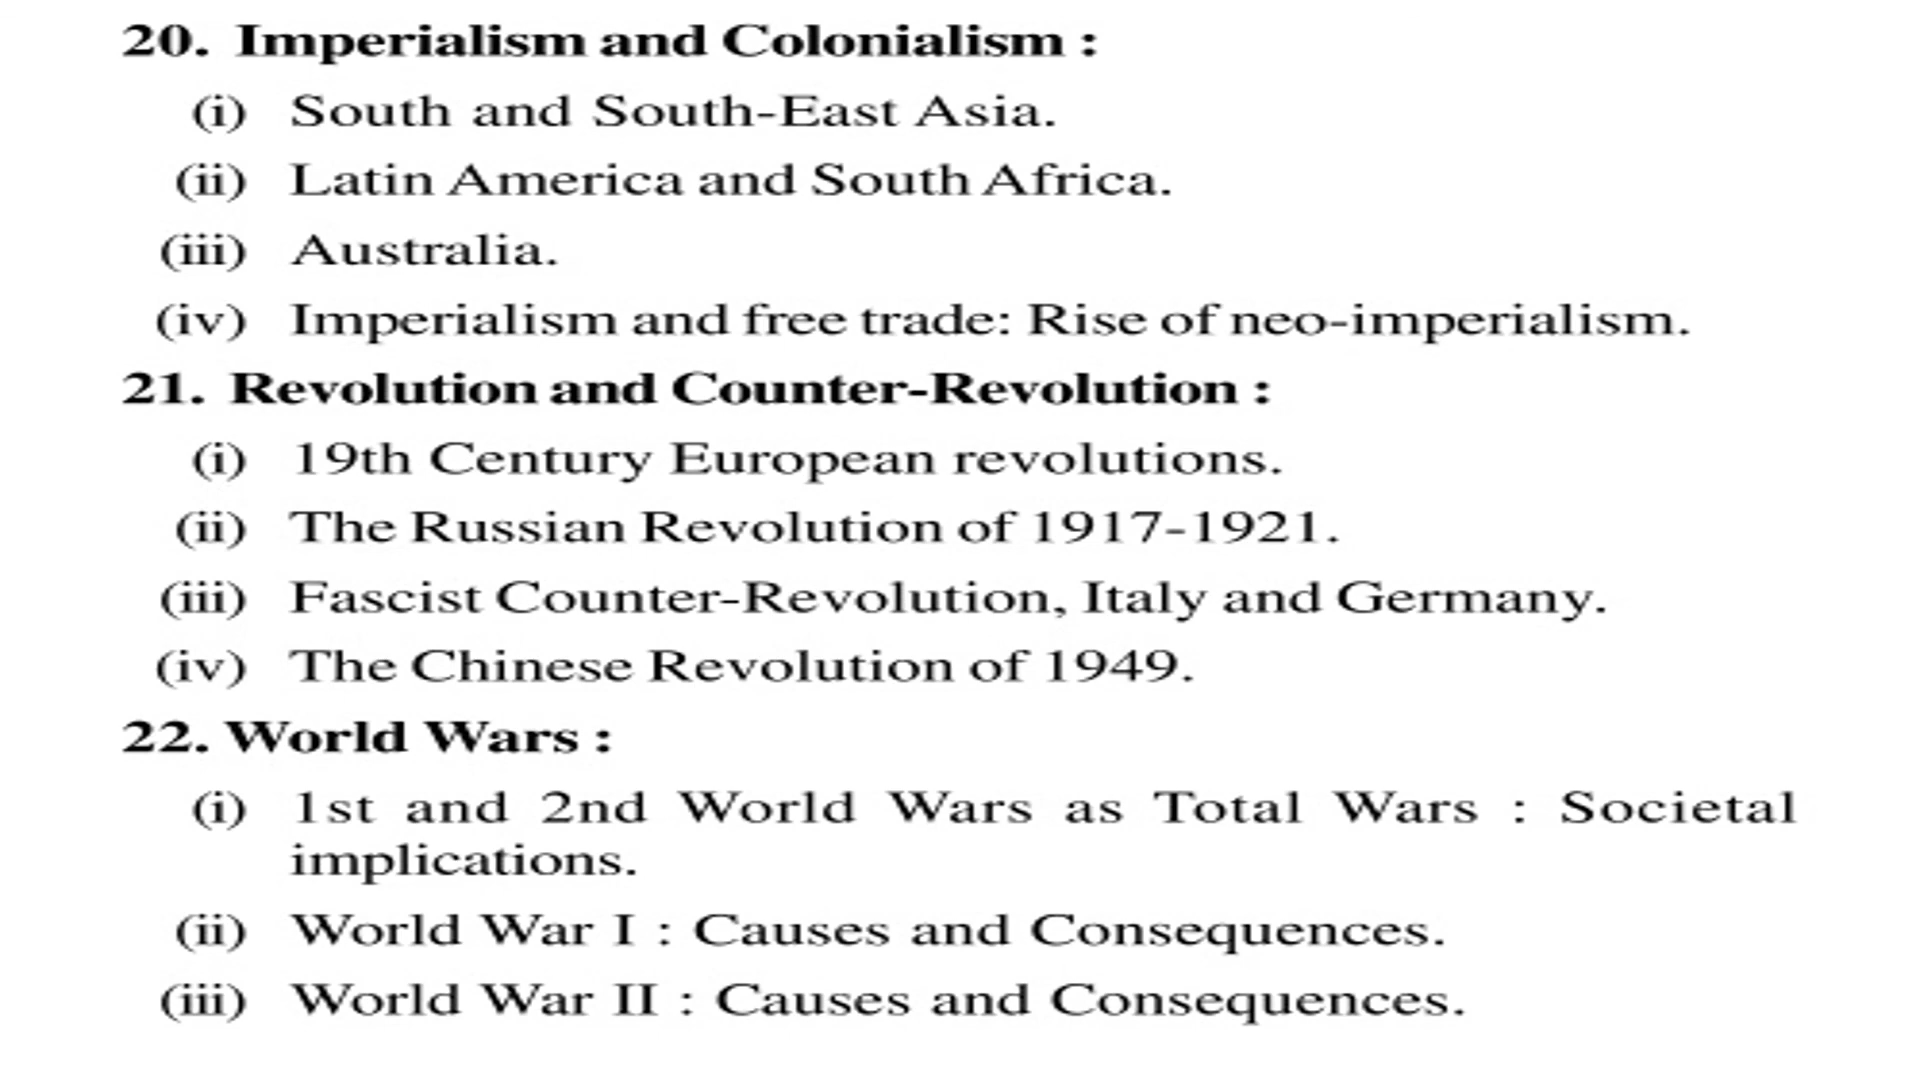 20. Imperialism and Colonialism :
(i) South and South-East Asia.
(ii) Latin America and South Africa.
(iii) Australia.
(iv) Imperialism and free trade: Rise of neo-imperialism.
21. Revolution and Counter-Revolution :
(i) 19th Century European revolutions.
(ii) The Russian Revolution of 1917-1921.
(iii) Fascist Counter-Revolution, Italy and Germany.
(iv) The Chinese Revolution of 1949.
22. World Wars :
(i) 1st and 2nd World Wars as Total Wars : Societal
implications.
(ii) World War I : Causes and Consequences.
(iii) World War II : Causes and Consequences.